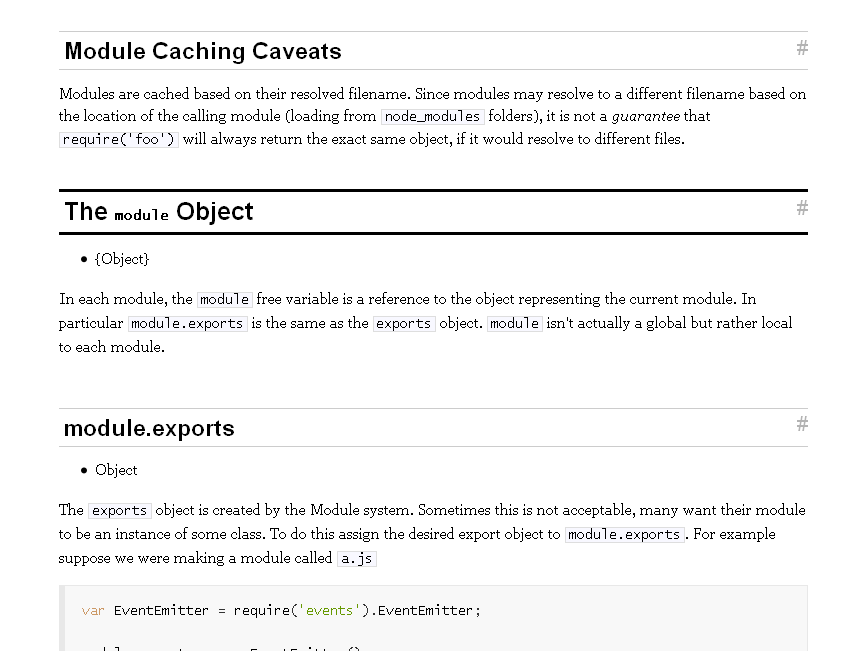 Module Caching Caveats #
Modules are cached based on their resolved filename. Since modules may resolve to a different filename based on
the location of the calling module (loading from node_modules folders), it is not a guarantee that
require('foo') will always return the exact same object, if it would resolve to different files.
The module Object #
• {Object}
In each module, the module free variable is a reference to the object representing the current module. In
particular module.exports is the same as the exports object. module isn't actually a global but rather local
to each module.
module.exports #
• Object
The exports object is created by the Module system. Sometimes this is not acceptable, many want their module
to be an instance of some class. To do this assign the desired export object to module.exports. For example
suppose we were making a module called a.js
var EventEmitter = require('events').EventEmitter;